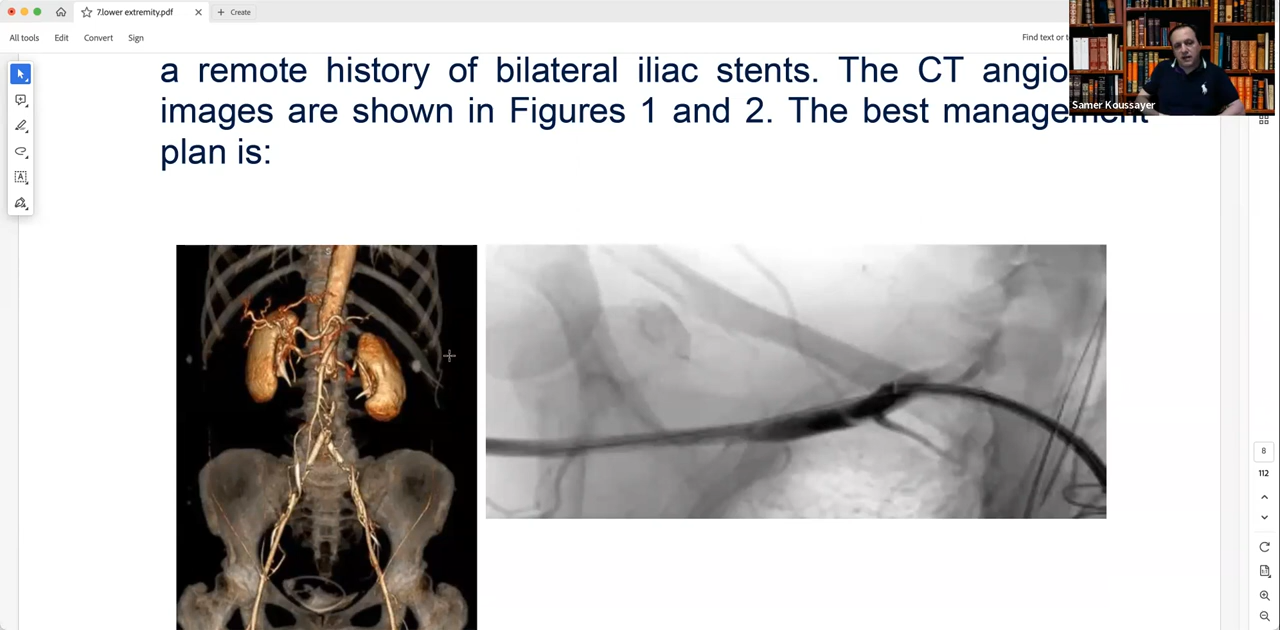 7.lower extremity.pdf
Create
All tools Edit Convert Sign
Find text or
a remote history of bilateral iliac stents. The CT angio
images are shown in Figures 1 and 2. The best management
plan is:
Samer Koussayer
8
112